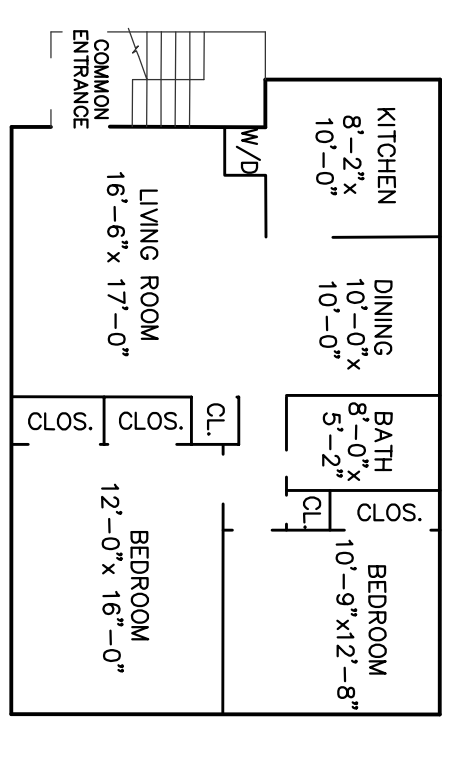 COMMON
ENTRANCE
W/D
KITCHEN
8'-2"x
10'-0"
LIVING ROOM
16'-6"x 17'-0"
DINING
10'-0"x
10'-0"
CLOS.
CLOS.
CL.
BATH
8'-0"x
5'-2"
CL.
CLOS.
BEDROOM
12'-0"x 16'-0"
BEDROOM
10'-9"x12'-8"